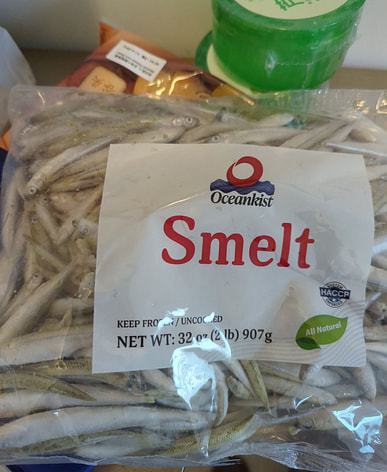 Oceankist
Smelt
HACCP
KEEP FROZEN / UNCOOKED
All Natural
NET WT: 32 oz (2 lb) 907g